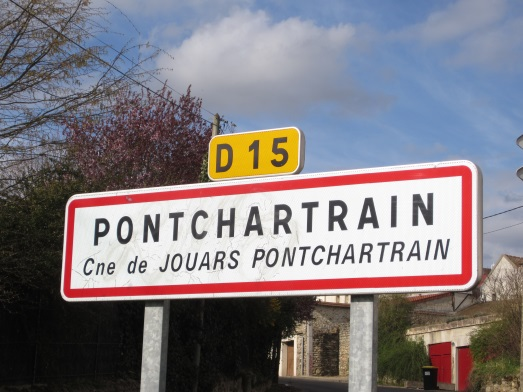 D 15
PONTCHARTRAIN
Cne de JOUARS PONTCHARTRAIN